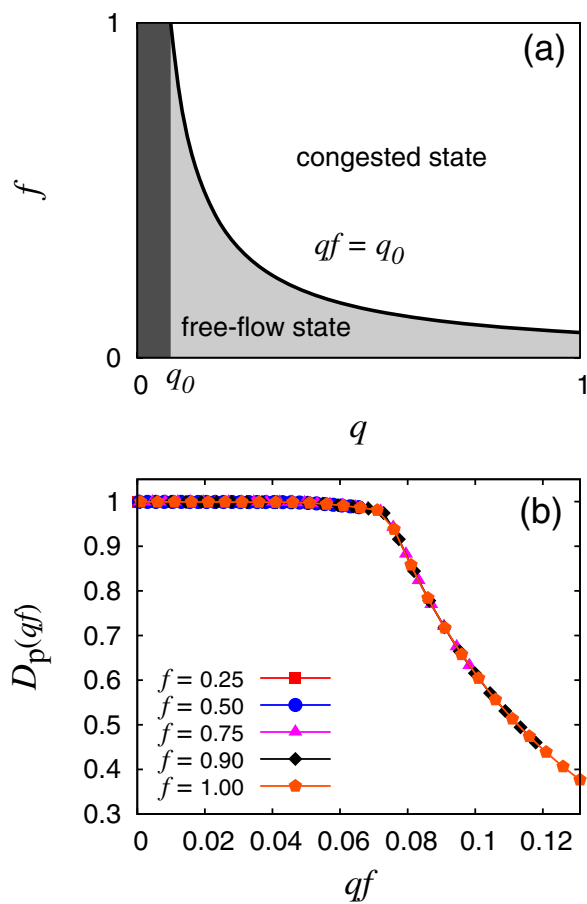 1
(a)
f
congested state
qf = q0
free-flow state
0
0
q0
1
q
1
(b)
0.9
0.8
0.7
0.6
0.5
0.4
0.3
Dp(qf)
f = 0.25
f = 0.50
f = 0.75
f = 0.90
f = 1.00
0 0.02 0.04 0.06 0.08 0.1 0.12
qf